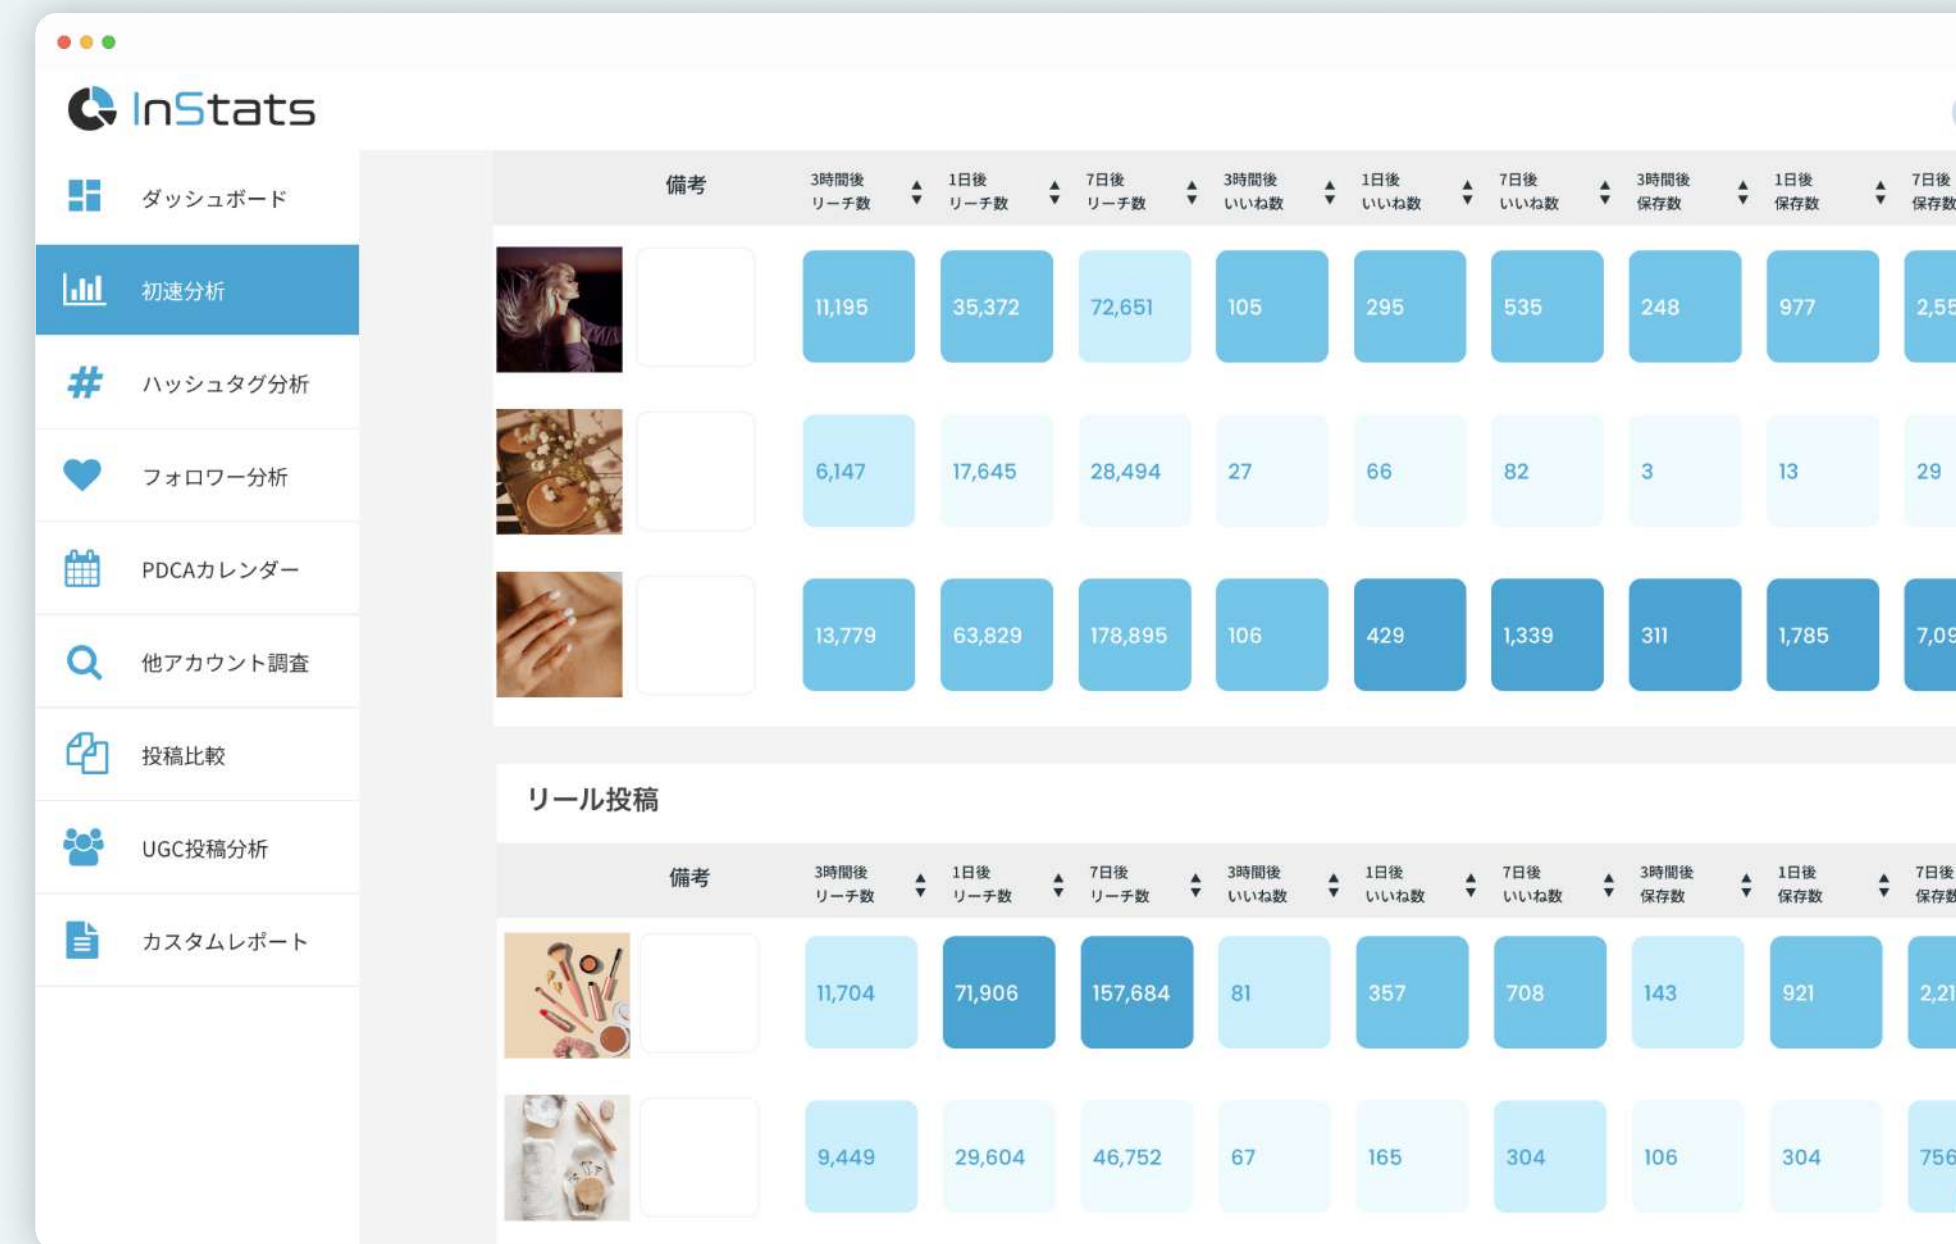 InStats
ダッシュボード
初速分析
ハッシュタグ分析
フォロワー分析
PDCAカレンダー
他アカウント調査
投稿比較
UGC投稿分析
カスタムレポート
備考 3時間後リーチ数 1日後リーチ数 7日後リーチ数 3時間後いいね数 1日後いいね数 7日後いいね数 3時間後保存数 1日後保存数 7日後保存数
11,195 35,372 72,651 105 295 535 248 977
6,147 17,645 28,494 27 66 82 3 13 29
13,779 63,829 178,895 106 429 1,339 311 1,785
リール投稿
備考 3時間後リーチ数 1日後リーチ数 7日後リーチ数 3時間後いいね数 1日後いいね数 7日後いいね数 3時間後保存数 1日後保存数 7日後保存数
11,704 71,906 157,684 81 357 708 143 921
9,449 29,604 46,752 67 165 304 106 304 756